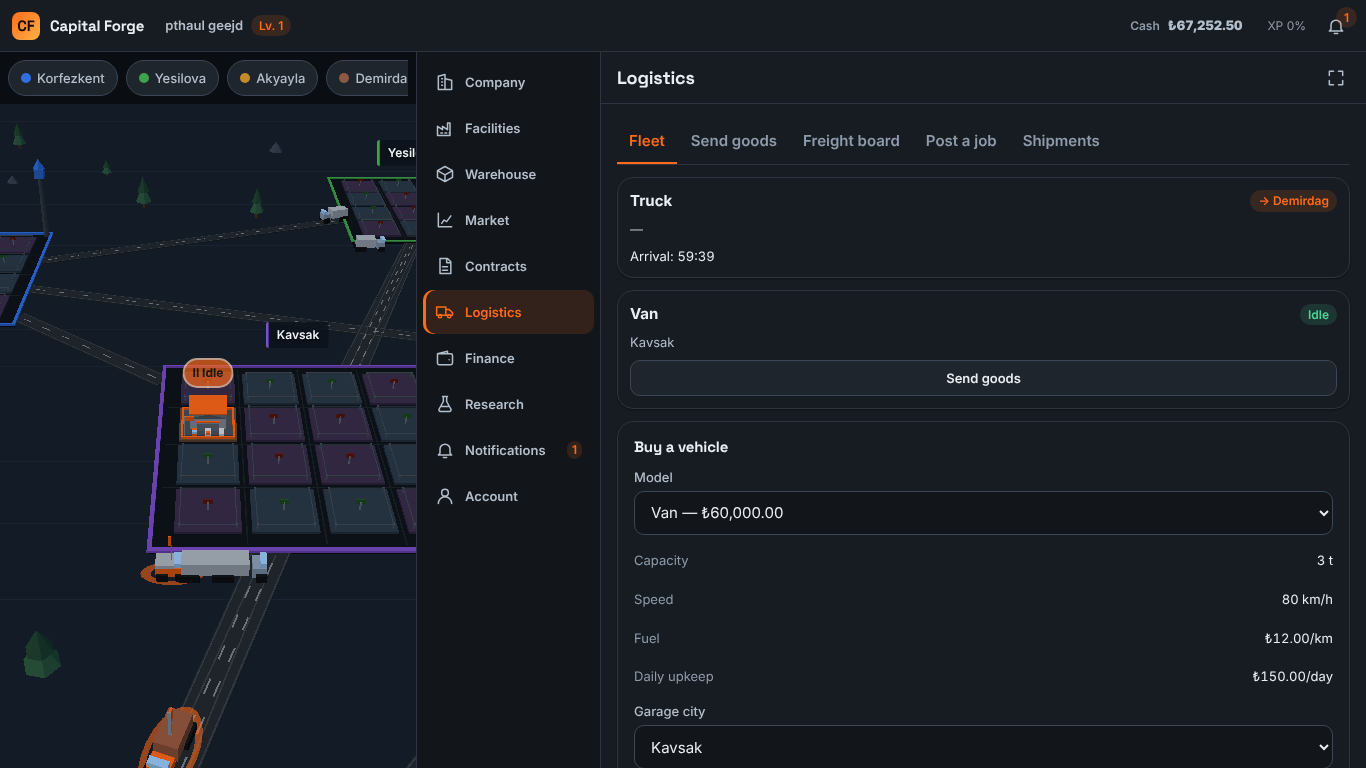 CF Capital Forge pthaul geejd Lv. 1 Cash ₺67,252.50 XP 0% 1
Korfezkent Yesilova Akyayla Demirda
Yesil
Kavsak
II Idle
Company
Facilities
Warehouse
Market
Contracts
Logistics
Finance
Research
Notifications 1
Account
Logistics
Fleet Send goods Freight board Post a job Shipments
Truck → Demirdag
—
Arrival: 59:39
Van Idle
Kavsak
Send goods
Buy a vehicle
Model
Van — ₺60,000.00
Capacity 3 t
Speed 80 km/h
Fuel ₺12.00/km
Daily upkeep ₺150.00/day
Garage city
Kavsak